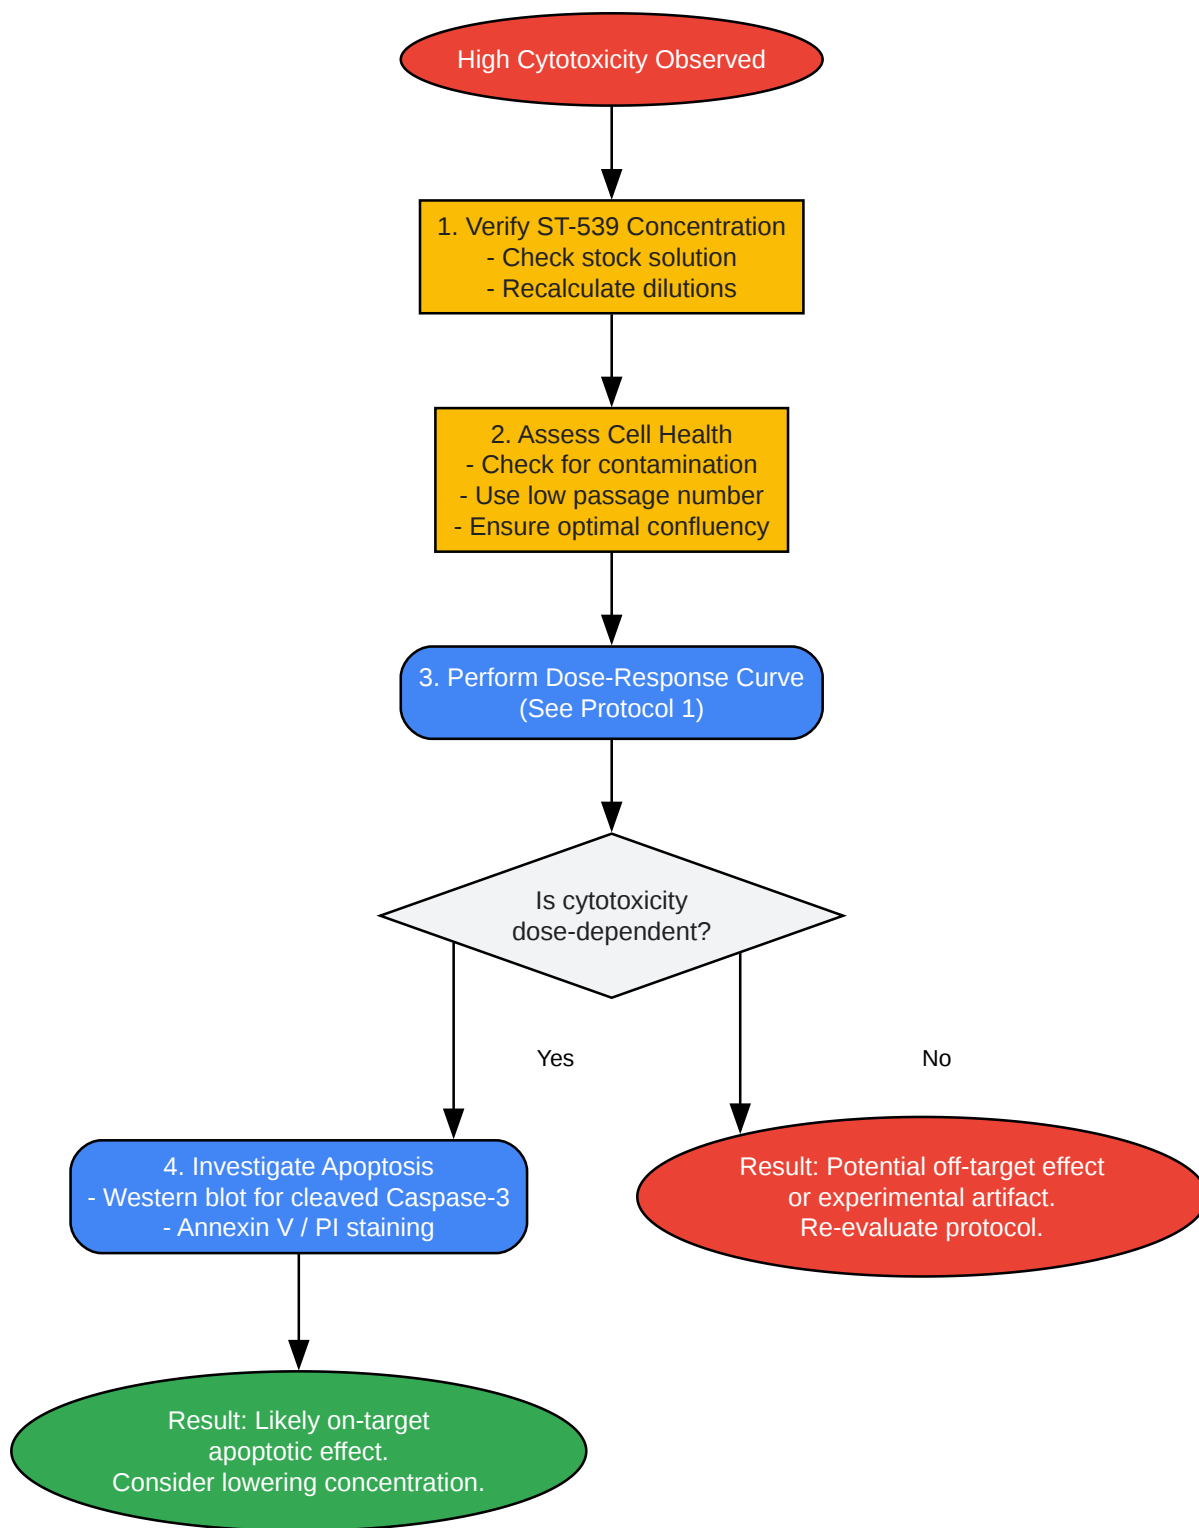 High Cytotoxicity Observed
1. Verify ST-539 Concentration
- Check stock solution
- Recalculate dilutions
2. Assess Cell Health
- Check for contamination
- Use low passage number
- Ensure optimal confluency
3. Perform Dose-Response Curve
(See Protocol 1)
Is cytotoxicity
dose-dependent?
Yes
No
4. Investigate Apoptosis
- Western blot for cleaved Caspase-3
- Annexin V / PI staining
Result: Potential off-target effect
or experimental artifact.
Re-evaluate protocol.
Result: Likely on-target
apoptotic effect.
Consider lowering concentration.